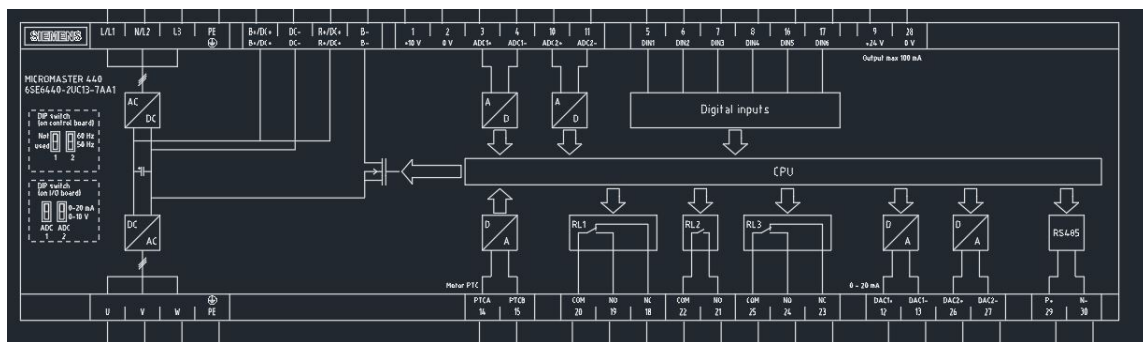 SIEMENS
L/L1 N/L2 L3 PE B+/DC+ DC- R+/DC+ B- 1 2 3 4 10 11 5 6 7 8 16 17 9 28
B+/DC+ DC- R+/DC+ B- +10 V 0 V ADC1+ ADC1- ADC2+ ADC2- DIN1 DIN2 DIN3 DIN4 DIN5 DIN6 +24 V 0 V
Output max 100 mA
MICROMASTER 440
6SE6440-2UC13-7AA1
AC
DC
A
D
A
D
Digital inputs
DIP switch
(on control board)
Not used
60 Hz
50 Hz
1 2
CPU
DIP switch
(on I/O board)
0-20 mA
0-10 V
ADC ADC
1 2
DC
AC
D
A
RL1
RL2
RL3
D
A
D
A
RS485
Motor PTC
0 - 20 mA
PTCA PTCB COM NO NC COM NO COM NO NC DAC1+ DAC1- DAC2+ DAC2- P+ N-
U V W PE 14 15 20 19 18 22 21 25 24 23 12 13 26 27 29 30